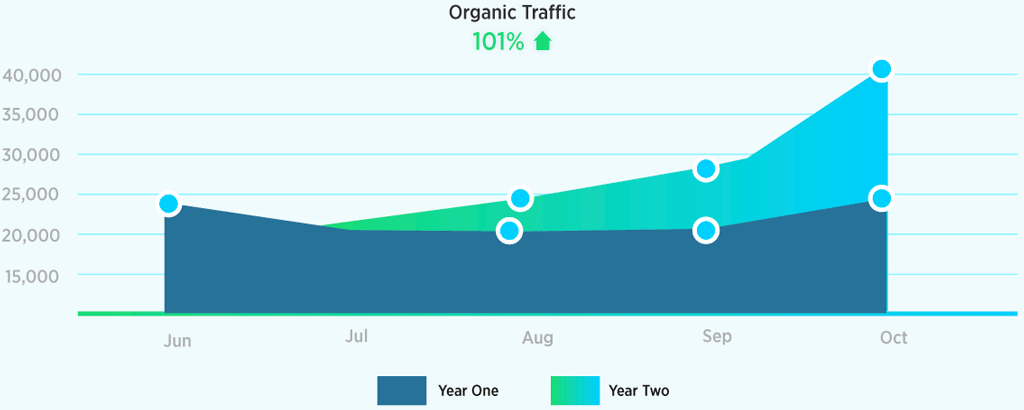 Organic Traffic
101%
40,000
35,000
30,000
25,000
20,000
15,000
Jun Jul Aug Sep Oct
Year One Year Two